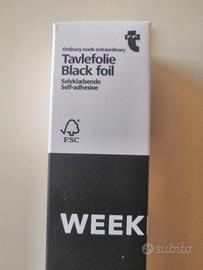 t
Ordinary made extraordinary
Tavlefolie
Black foil
Selvklæbende
Self-adhesive
FSC
WEEK
subito